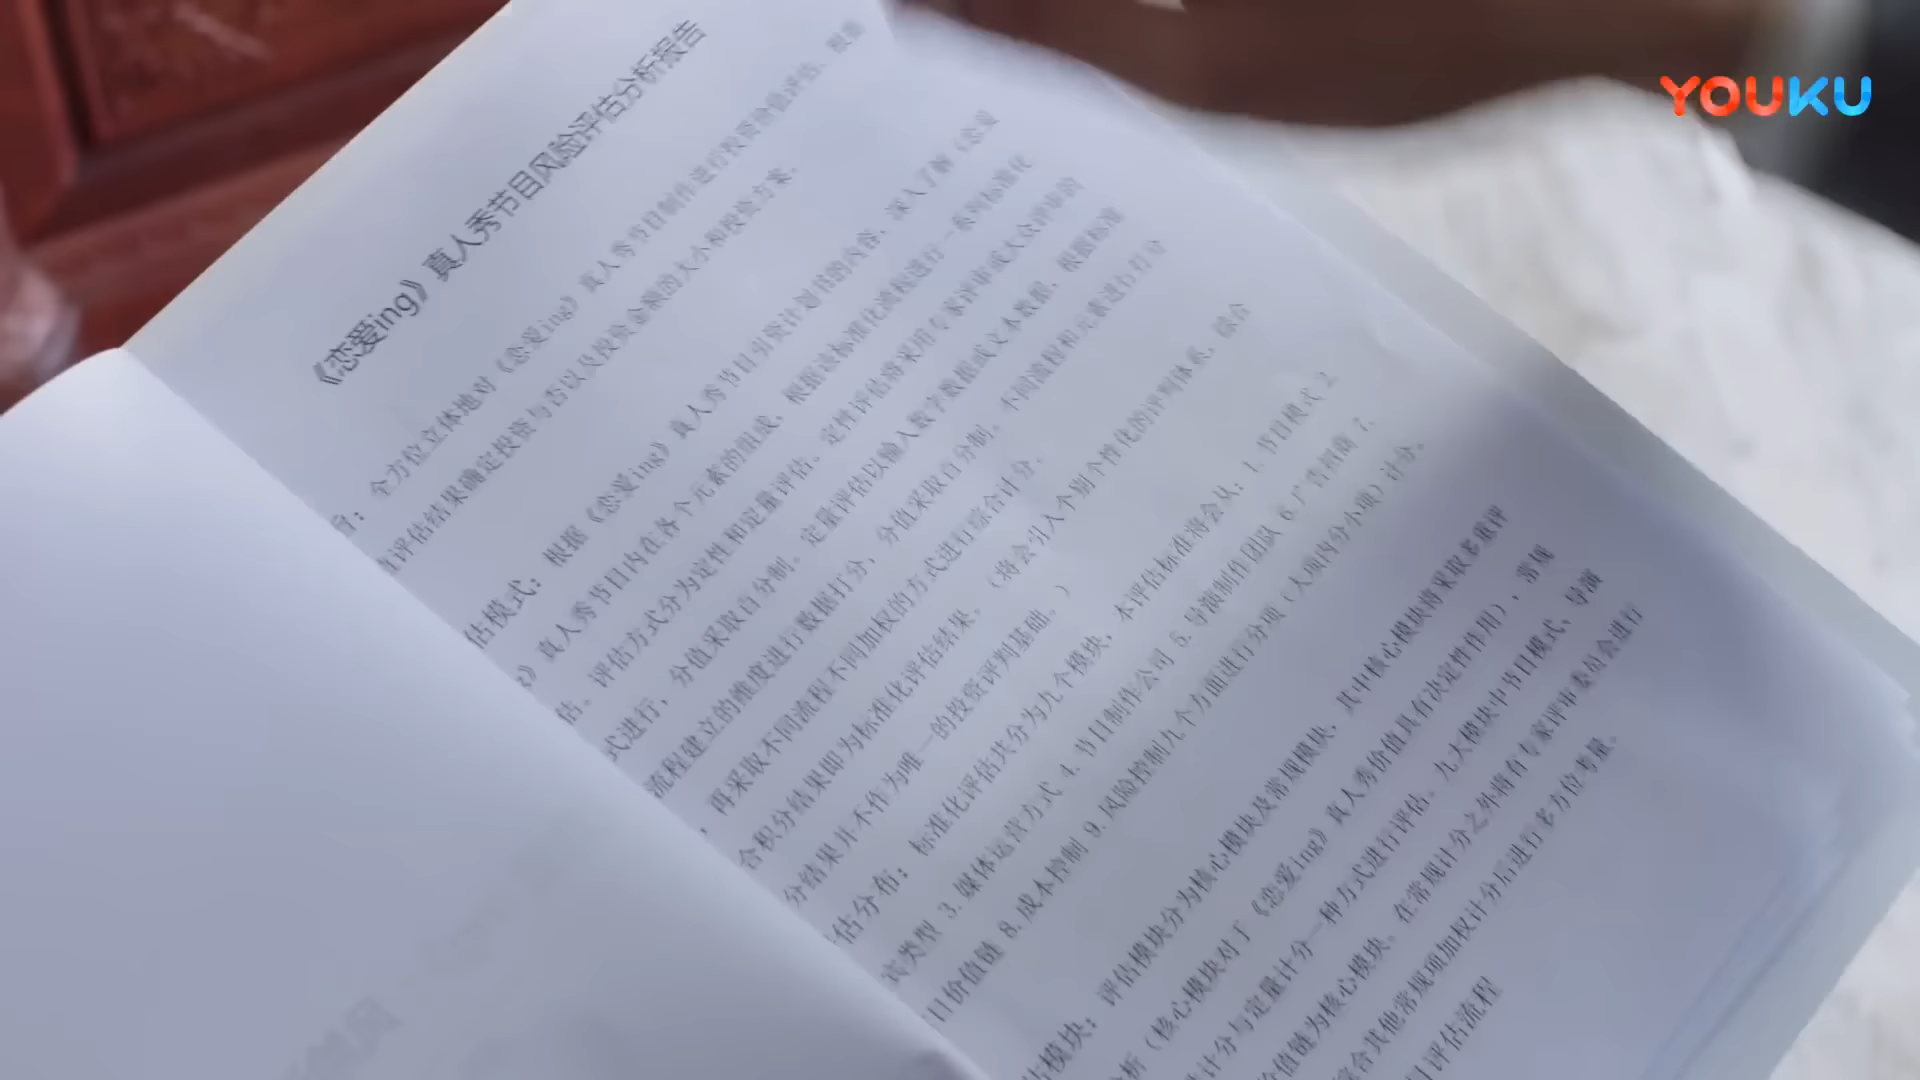 YOUKU
《恋爱ing》真人秀节目风险评估分析报告
全方位立体地对《恋爱ing》真人秀节目制作进行投资价值评估、根据
评估结果确定投资与否以及投资金额的大小和投资方案。
估模式：根据《恋爱ing》真人秀节目引资计划书的内容，深入了解《恋爱
》真人秀节目内在各个元素的组成，根据该标准化流程进行一系列标准化
估。评估方式分为定性和定量评估。定性评估将采用专家评审或大众评审的
式进行，分值采取百分制。定量评估以输入数字数据或文本数据，根据标准
流程建立的维度进行数据打分，分值采取百分制。不同流程和元素进行打分
，再采取不同流程不同加权的方式进行综合计分。
合积分结果即为标准化评估结果。（将会引入个别个性化的评判体系，综合
分结果并不作为唯一的投资评判基础。）
估分布：标准化评估共分为九个模块，本评估标准将会从：1.节目模式 2.
宾类型 3.媒体运营方式 4.节目制作公司 5.导演制作团队 6.广告招商 7.
目价值链 8.成本控制 9.风险控制九个方面进行分项（大项内分小项）计分。
估模块：评估模块分为核心模块及常规模块，其中核心模块将采取多重评
析（核心模块对于《恋爱ing》真人秀价值具有决定性作用），常规
计分与定量计分一种方式进行评估。九大模块中节目模式、导演
价值链为核心模块。在常规计分之外将有专家评审委员会进行
综合其他常规项加权计分后进行多方位考量。
目评估流程